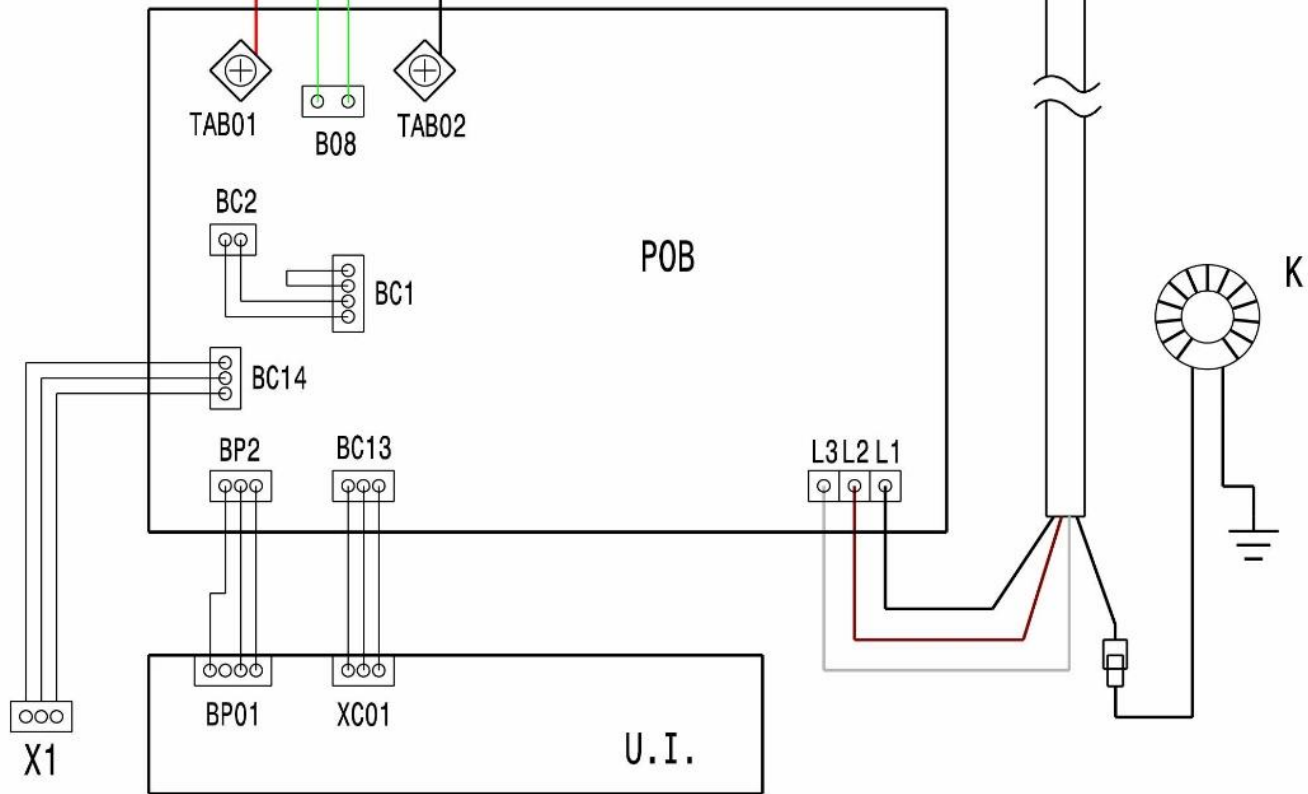 TAB01
B08
TAB02
BC2
POB
K
BC1
BC14
BP2
BC13
L3 L2 L1
BP01
XC01
X1
U.I.